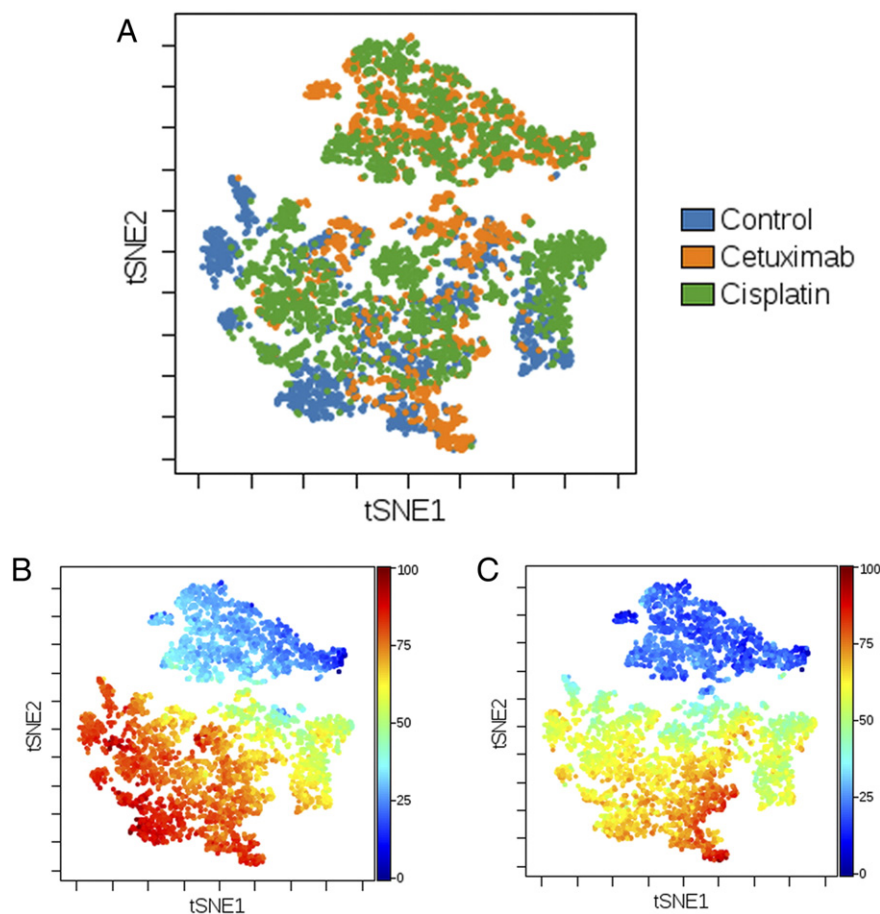 A
tSNE2
tSNE1
Control
Cetuximab
Cisplatin
B
tSNE2
tSNE1
100
75
50
25
0
C
tSNE2
tSNE1
100
75
50
25
0